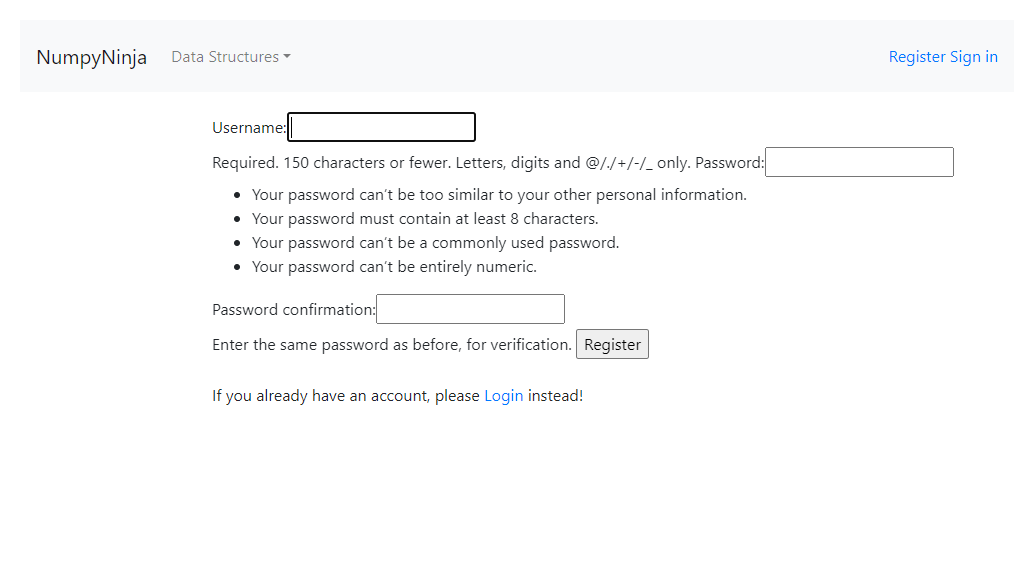 NumpyNinja Data Structures Register Sign in
Username:
Required. 150 characters or fewer. Letters, digits and @/./+/-/_ only. Password:
Your password can’t be too similar to your other personal information.
Your password must contain at least 8 characters.
Your password can’t be a commonly used password.
Your password can’t be entirely numeric.
Password confirmation:
Enter the same password as before, for verification. Register
If you already have an account, please Login instead!